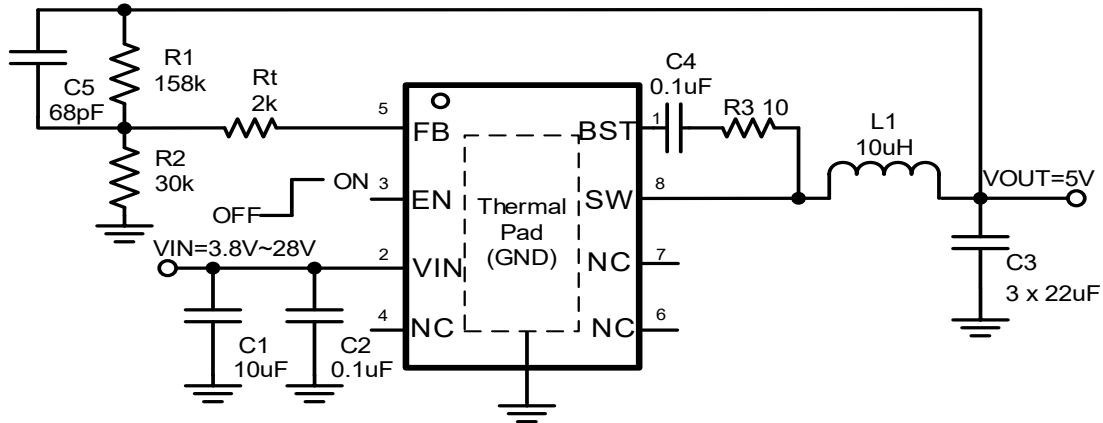 R1
158k
C5
68pF
Rt
2k
R2
30k
5
FB
ON
OFF
3
EN
VIN=3.8V~28V
2
VIN
4
NC
C1
10uF
C2
0.1uF
Thermal
Pad
(GND)
BST
1
C4
0.1uF
R3 10
SW
8
NC
7
NC
6
L1
10uH
VOUT=5V
C3
3 x 22uF